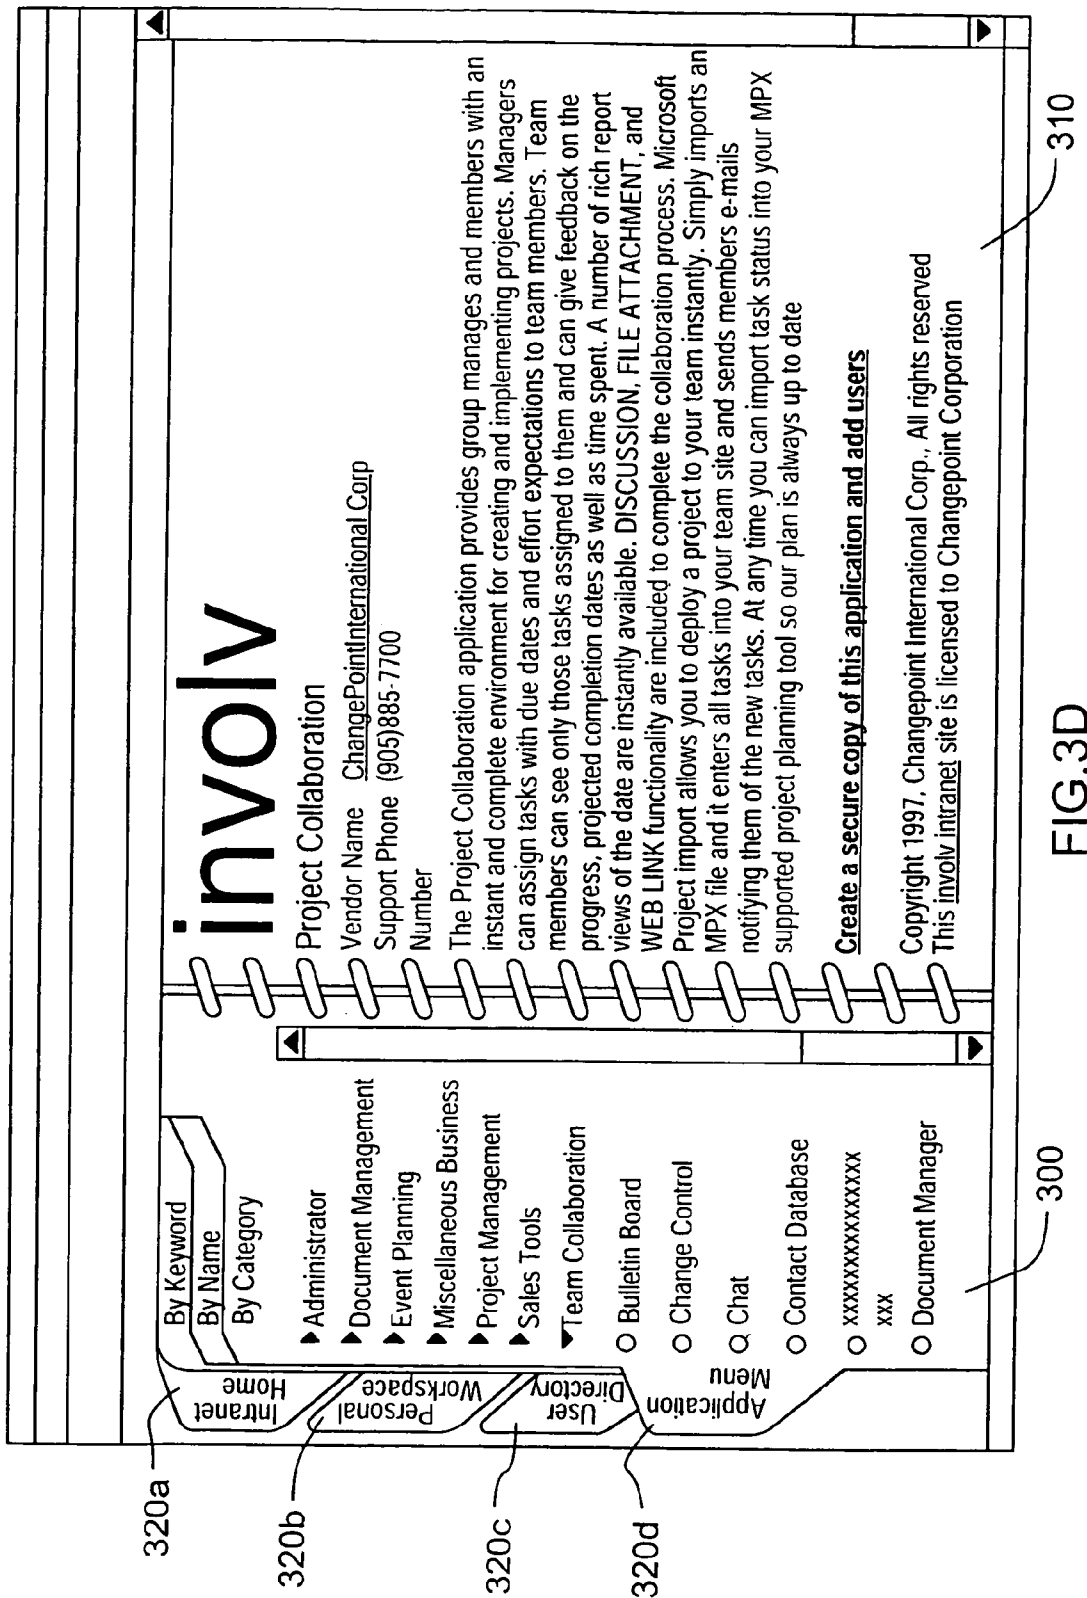 320a
320b
320c
320d
Intranet
Home
Personal
Workspace
User
Directory
Application
Menu
By Keyword
By Name
By Category
Administrator
Document Management
Event Planning
Miscellaneous Business
Project Management
Sales Tools
Team Collaboration
Bulletin Board
Change Control
Chat
Contact Database
xxxxxxxxxxxxxxxxx
xxx
Document Manager
300
involv
Project Collaboration
Vendor Name ChangePointInternational Corp
Support Phone (905)885-7700
Number
The Project Collaboration application provides group manages and members with an
instant and complete environment for creating and implementing projects. Managers
can assign tasks with due dates and effort expectations to team members. Team
members can see only those tasks assigned to them and can give feedback on the
progress, projected completion dates as well as time spent. A number of rich report
views of the date are instantly available. DISCUSSION, FILE ATTACHMENT, and
WEB LINK functionality are included to complete the collaboration process. Microsoft
Project import allows you to deploy a project to your team instantly. Simply imports an
MPX file and it enters all tasks into your team site and sends members e-mails
notifying them of the new tasks. At any time you can import task status into your MPX
supported project planning tool so our plan is always up to date
Create a secure copy of this application and add users
Copyright 1997, Changepoint International Corp., All rights reserved
This involv intranet site is licensed to Changepoint Corporation
310
FIG.3D